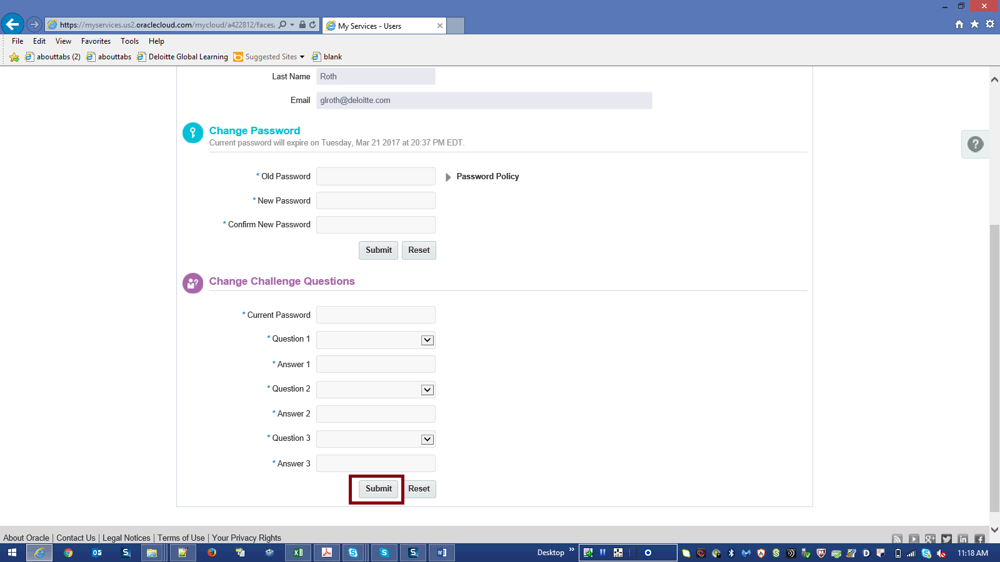 https://myservices.us2.oraclecloud.com/mycloud/a422812/faces/
My Services - Users
File Edit View Favorites Tools Help
abouttabs (2) abouttabs Deloitte Global Learning Suggested Sites blank
Last Name Roth
Email glroth@deloitte.com
Change Password
Current password will expire on Tuesday, Mar 21 2017 at 20:37 PM EDT.
* Old Password Password Policy
* New Password
* Confirm New Password
Submit Reset
Change Challenge Questions
* Current Password
* Question 1
* Answer 1
* Question 2
* Answer 2
* Question 3
* Answer 3
Submit Reset
About Oracle | Contact Us | Legal Notices | Terms of Use | Your Privacy Rights
Desktop » 11:18 AM